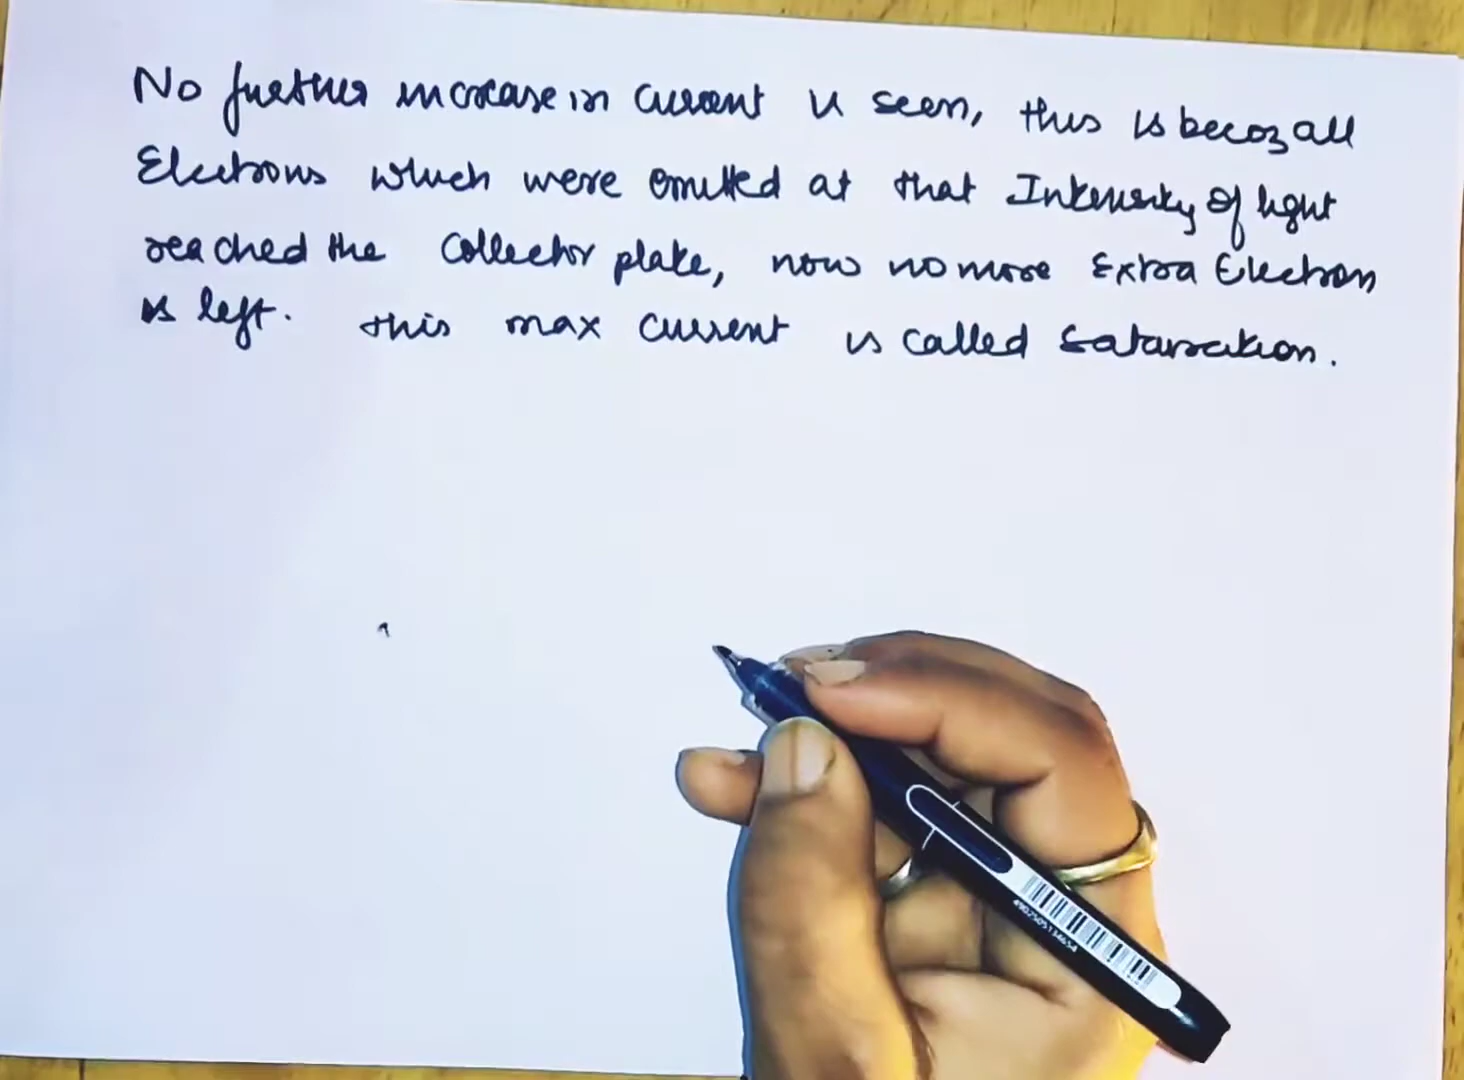 No further increase in current is seen, this is becoz all
Electrons which were emitted at that Intensity of light
reached the collector plate, now no more Extra Electron
is left. this max current is called Saturation.
4902505134654